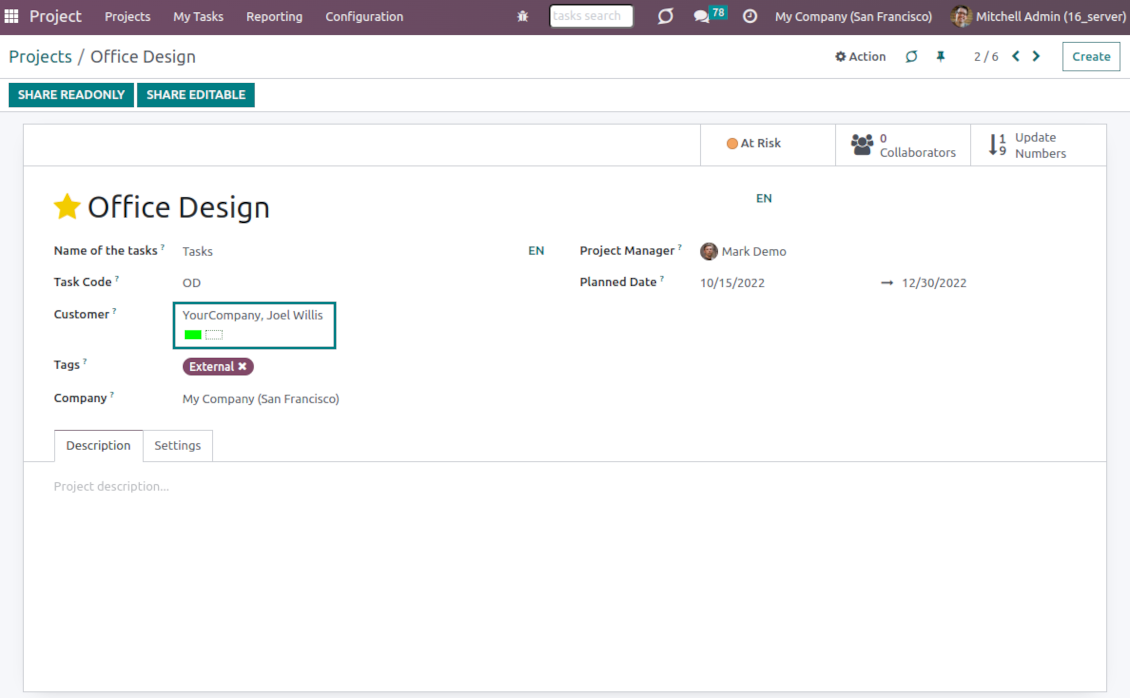 Project Projects My Tasks Reporting Configuration tasks search 78 My Company (San Francisco) Mitchell Admin (16_server)
Projects / Office Design Action 2 / 6 Create
SHARE READONLY SHARE EDITABLE
At Risk 0 Collaborators 1 9 Update Numbers
Office Design EN
Name of the tasks ? Tasks EN Project Manager ? Mark Demo
Task Code ? OD Planned Date ? 10/15/2022 → 12/30/2022
Customer ? YourCompany, Joel Willis
Tags ? External ✖
Company ? My Company (San Francisco)
Description Settings
Project description...